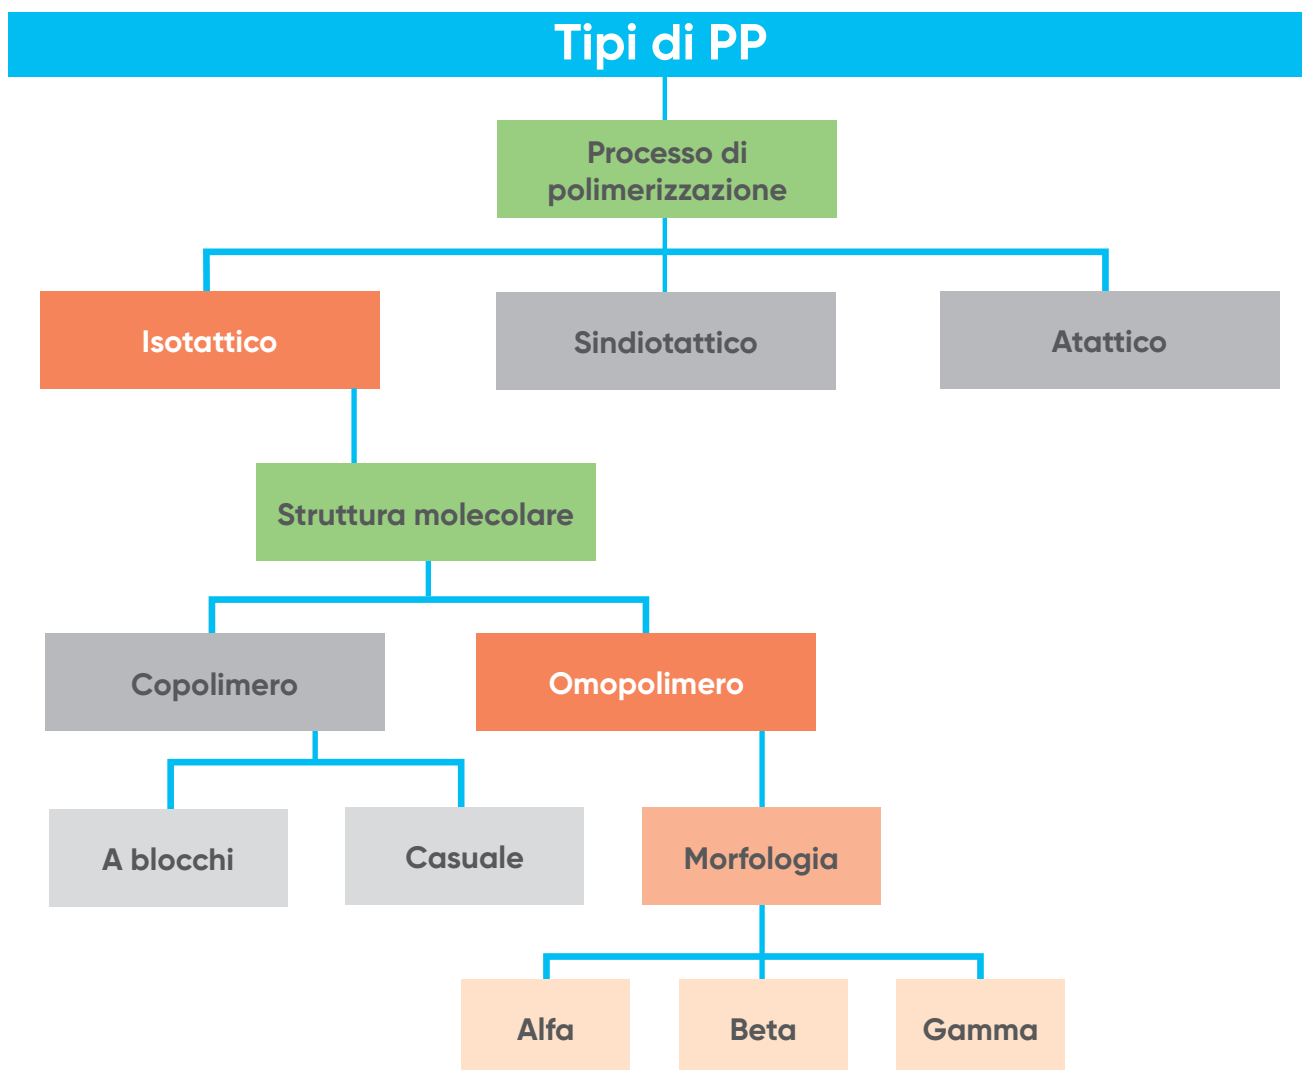 Tipi di PP
Processo di
polimerizzazione
Isotattico
Sindiotattico
Atattico
Struttura molecolare
Copolimero
Omopolimero
A blocchi
Casuale
Morfologia
Alfa
Beta
Gamma